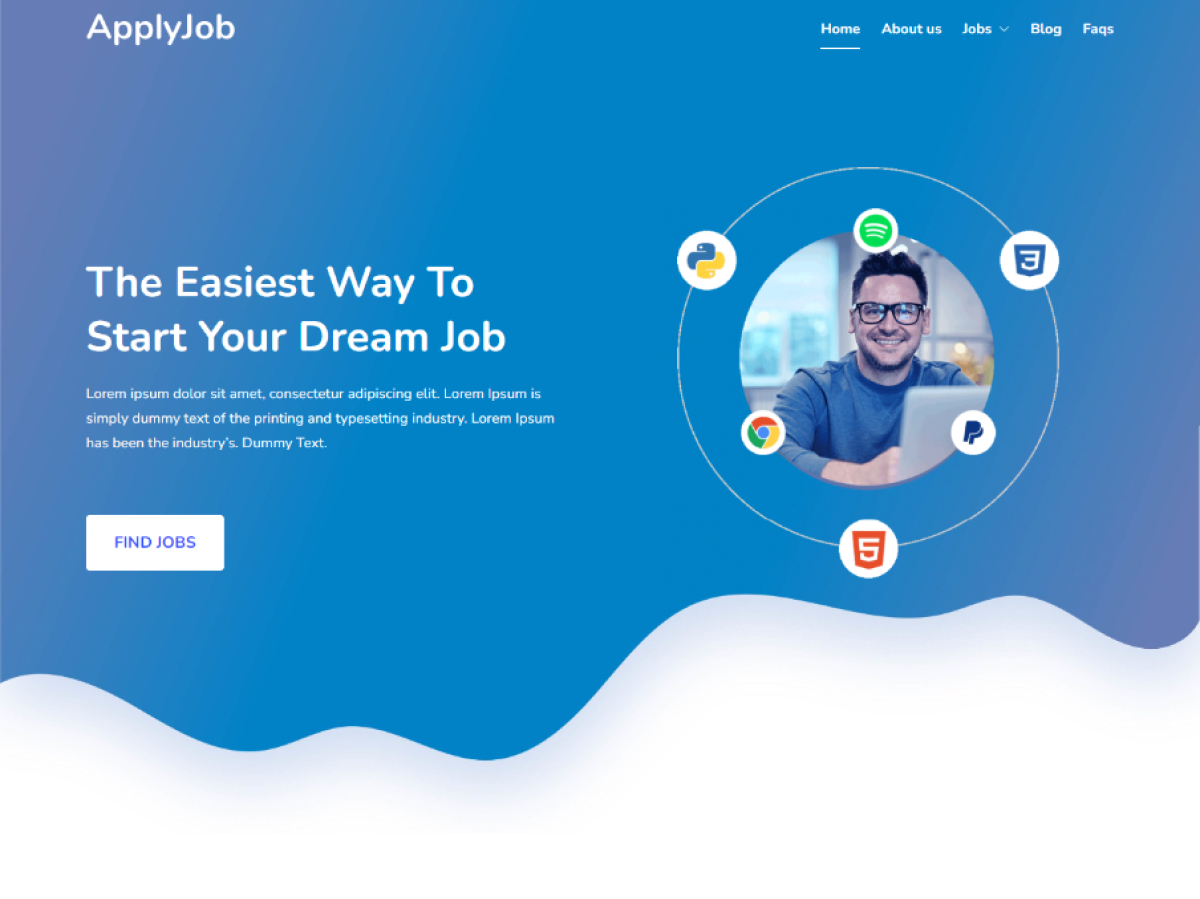 ApplyJob
Home About us Jobs Blog Faqs
The Easiest Way To
Start Your Dream Job
Lorem ipsum dolor sit amet, consectetur adipiscing elit. Lorem Ipsum is
simply dummy text of the printing and typesetting industry. Lorem Ipsum
has been the industry's. Dummy Text.
FIND JOBS